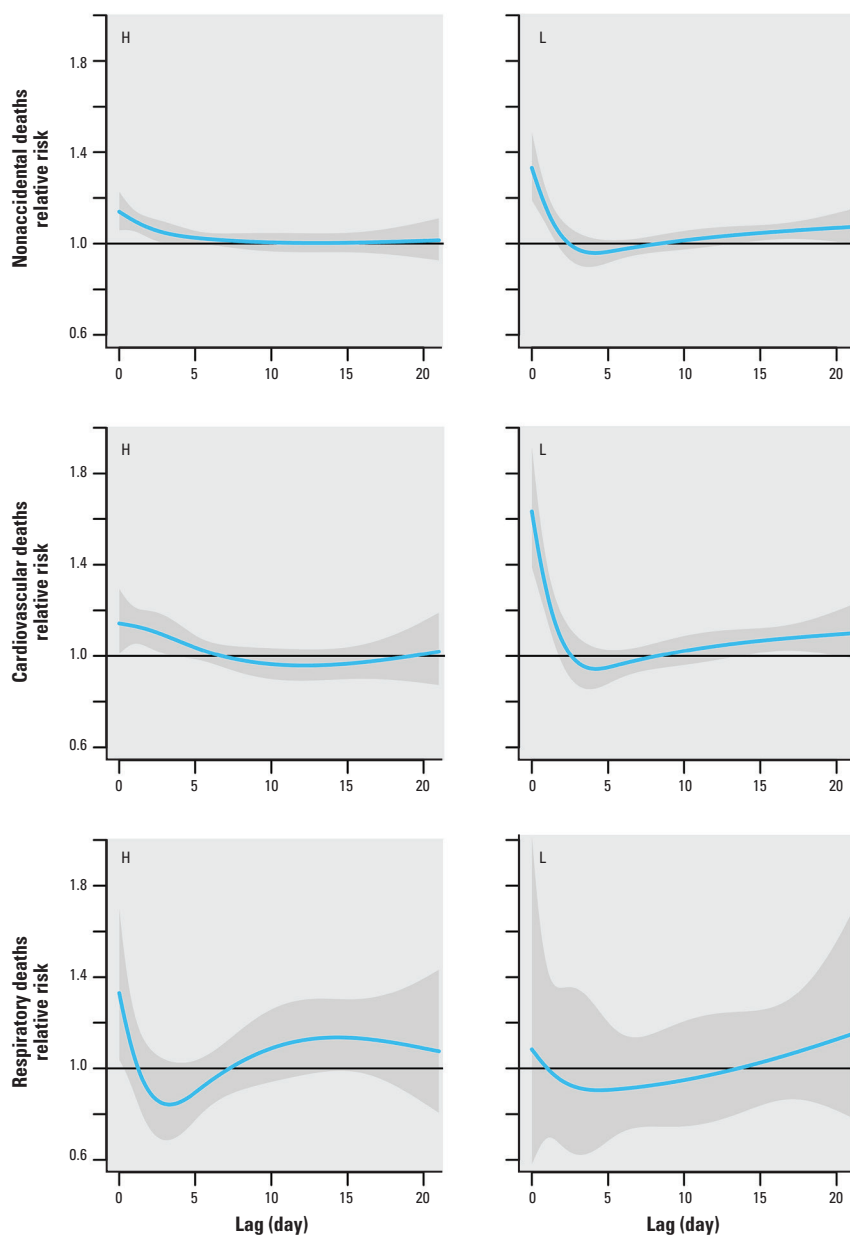 Nonaccidental deaths
relative risk
H
1.8
1.4
1.0
0.6
0 5 10 15 20
L
0 5 10 15 20
Cardiovascular deaths
relative risk
H
1.8
1.4
1.0
0.6
0 5 10 15 20
L
0 5 10 15 20
Respiratory deaths
relative risk
H
1.8
1.4
1.0
0.6
0 5 10 15 20
Lag (day)
L
0 5 10 15 20
Lag (day)